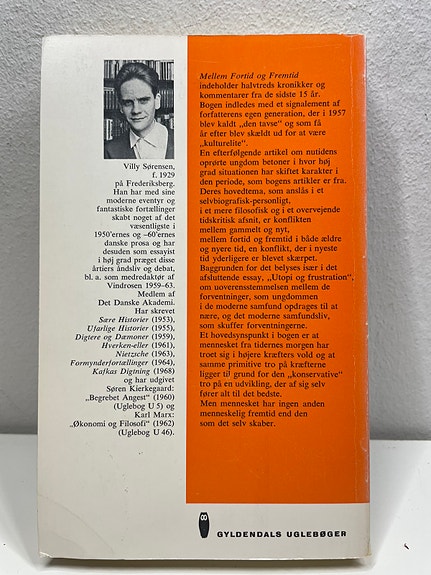 Villy Sørensen,
f. 1929
på Frederiksberg.
Han har med sine
moderne eventyr og
fantastiske fortællinger
skabt noget af det
væsentligste i
1950'ernes og –60'ernes
danske prosa og har
desuden som essayist
i høj grad præget disse
årtiers åndsliv og debat,
bl. a. som medredaktør af
Vindrosen 1959–63.
Medlem af
Det Danske Akademi.
Har skrevet
Sære Historier (1953),
Ufarlige Historier (1955),
Digtere og Dæmoner (1959),
Hverken-eller (1961),
Nietzsche (1963),
Formynderfortællinger (1964),
Kafkas Digtning (1968)
og har udgivet
Søren Kierkegaard:
„Begrebet Angest” (1960)
(Uglebog U 5) og
Karl Marx:
„Økonomi og Filosofi” (1962)
(Uglebog U 46).
Mellem Fortid og Fremtid
indeholder halvtreds kronikker og
kommentarer fra de sidste 15 år.
Bogen indledes med et signalement af
forfatterens egen generation, der i 1957
blev kaldt „den tavse” og som få
år efter blev skældt ud for at være
„kulturelite”.
En efterfølgende artikel om nutidens
oprørte ungdom betoner i hvor høj
grad situationen har skiftet karakter i
den periode, som bogens artikler er fra.
Deres hovedtema, som anslås i et
selvbiografisk-personligt,
i et mere filosofisk og i et overvejende
tidskritisk afsnit, er konflikten
mellem gammelt og nyt,
mellem fortid og fremtid i både ældre
og nyere tid, en konflikt, der i nyeste
tid yderligere er blevet skærpet.
Baggrunden for det belyses især i det
afsluttende essay, „Utopi og frustration”,
om uoverensstemmelsen mellem de
forventninger, som ungdommen
i de moderne samfund opdrages til at
nære, og det moderne samfundsliv,
som skuffer forventningerne.
Et hovedsynspunkt i bogen er at
mennesket fra tidernes morgen har
troet sig i højere kræfters vold og at
samme primitive tro på kræfterne
ligger til grund for den „konservative”
tro på en udvikling, der af sig selv
fører alt til det bedste.
Men mennesket har ingen anden
menneskelig fremtid end den
som det selv skaber.
GYLDENDALS UGLEBØGER